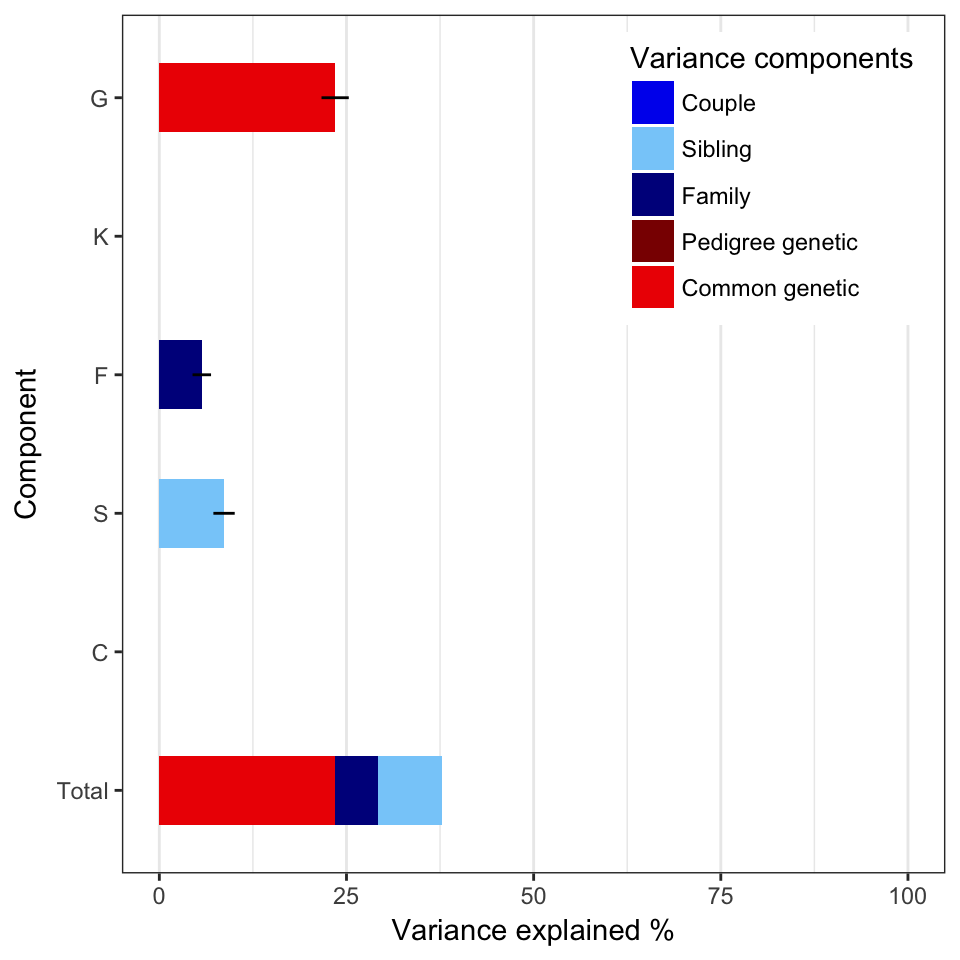 Variance components
Couple
Sibling
Family
Pedigree genetic
Common genetic
G
K
F
S
C
Total
Component
0 25 50 75 100
Variance explained %